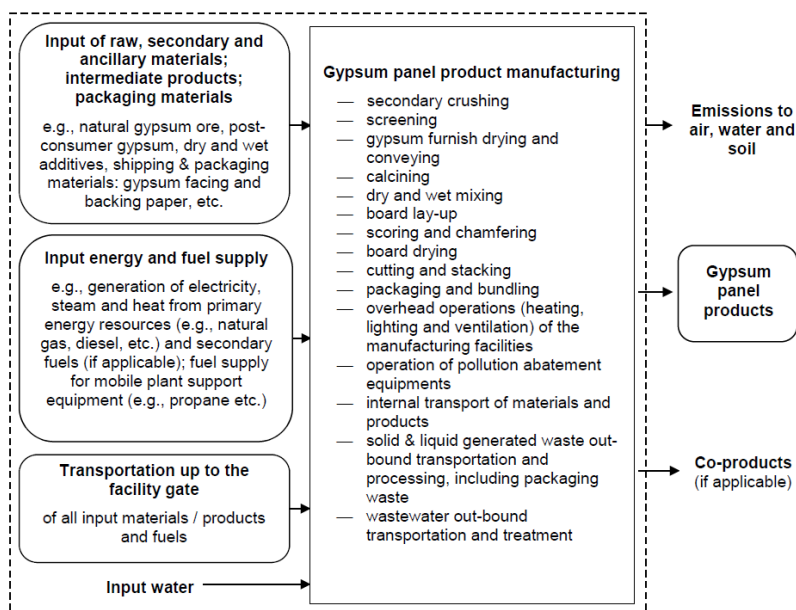 Input of raw, secondary and
ancillary materials;
intermediate products;
packaging materials
e.g., natural gypsum ore, post-
consumer gypsum, dry and wet
additives, shipping & packaging
materials: gypsum facing and
backing paper, etc.
Input energy and fuel supply
e.g., generation of electricity,
steam and heat from primary
energy resources (e.g., natural
gas, diesel, etc.) and secondary
fuels (if applicable); fuel supply
for mobile plant support
equipment (e.g., propane etc.)
Transportation up to the
facility gate
of all input materials / products
and fuels
Input water
Gypsum panel product manufacturing
— secondary crushing
— screening
— gypsum furnish drying and
conveying
— calcining
— dry and wet mixing
— board lay-up
— scoring and chamfering
— board drying
— cutting and stacking
— packaging and bundling
— overhead operations (heating,
lighting and ventilation) of the
manufacturing facilities
— operation of pollution abatement
equipments
— internal transport of materials and
products
— solid & liquid generated waste out-
bound transportation and
processing, including packaging
waste
— wastewater out-bound
transportation and treatment
Emissions to
air, water and
soil
Gypsum
panel
products
Co-products
(if applicable)